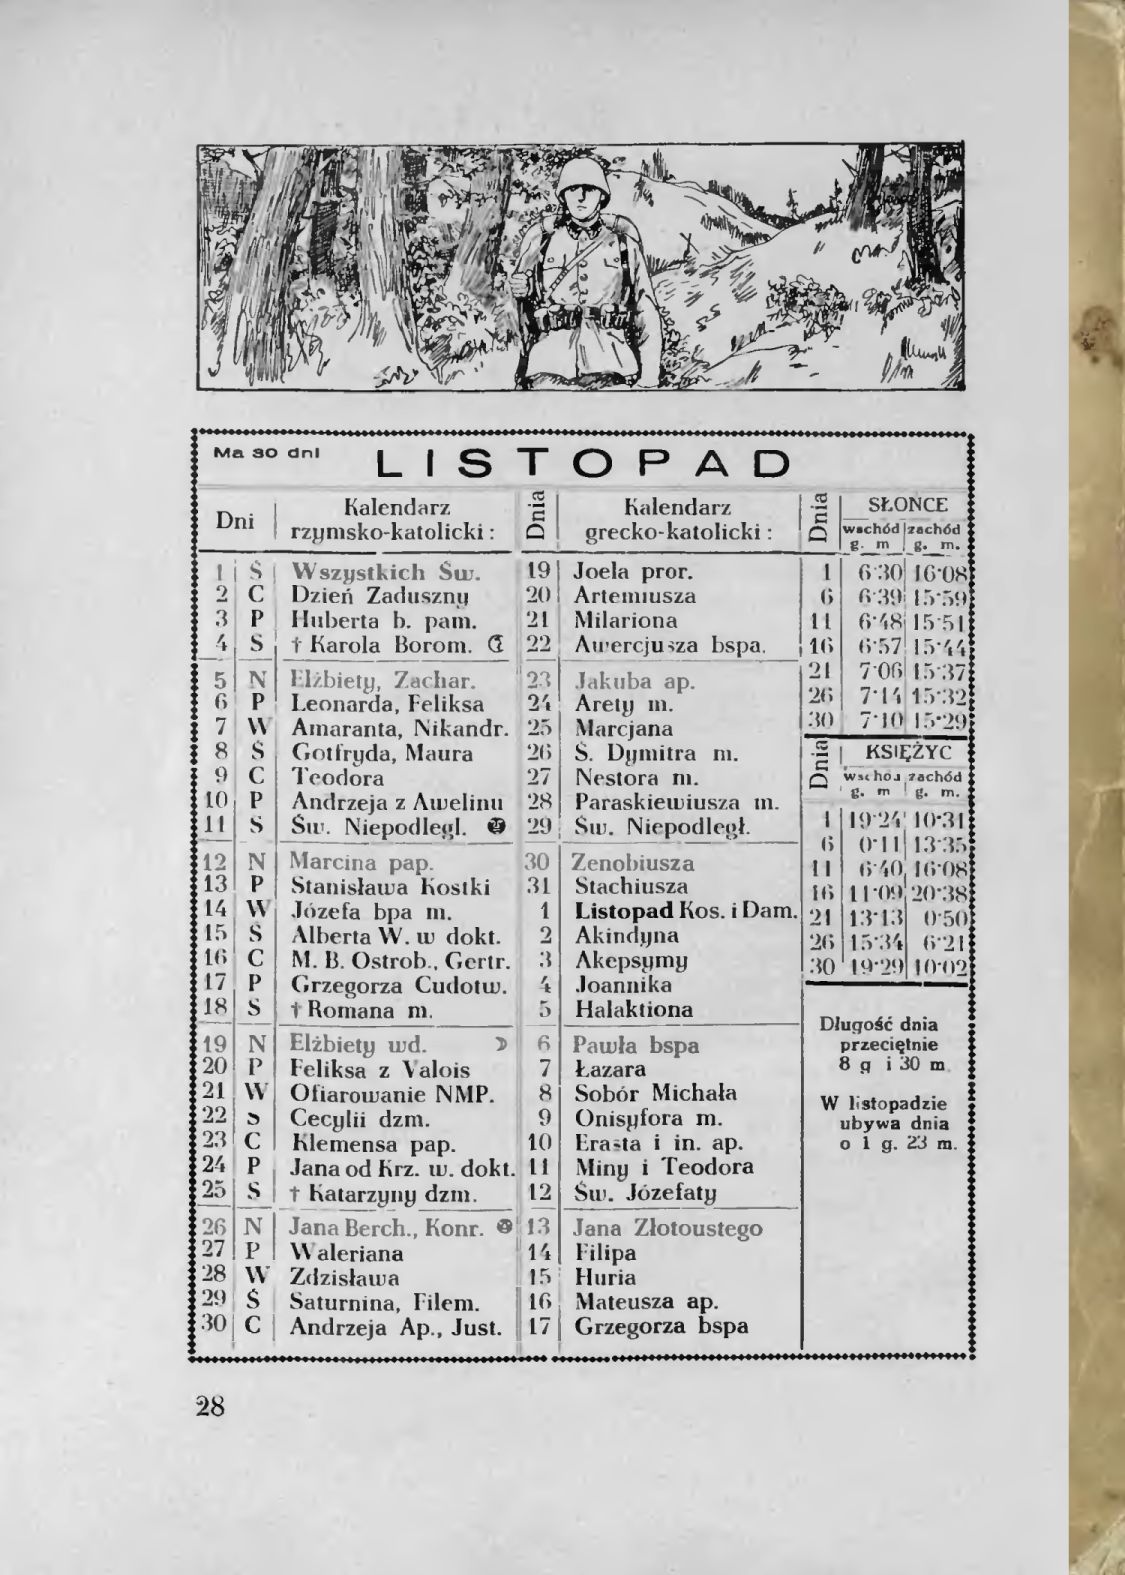 Ma 30 dni LISTOPAD
Dni Kalendarz rzymsko-katolicki : Dnia Kalendarz grecko-katolicki :
1 Ś Wszystkich Św. 19 Joela pror.
2 C Dzień Zaduszny 20 Artemiusza
3 P Huberta b. pam. 21 Milariona
4 S † Karola Borom. 22 Awercjusza bspa.
5 N Elżbiety, Zachar. 23 Jakuba ap.
6 P Leonarda, Feliksa 24 Arety m.
7 W Amaranta, Nikandr. 25 Marcjana
8 Ś Gotfryda, Maura 26 Ś. Dymitra m.
9 C Teodora 27 Nestora m.
10 P Andrzeja z Awelinu 28 Paraskiewiusza m.
11 S Św. Niepodlegl. 29 Św. Niepodległ.
12 N Marcina pap. 30 Zenobiusza
13 P Stanisława Kostki 31 Stachiusza
14 W Józefa bpa m. 1 Listopad Kos. i Dam.
15 Ś Alberta W. w dokt. 2 Akindyna
16 C M. B. Ostrob., Gertr. 3 Akepsymy
17 P Grzegorza Cudotw. 4 Joannika
18 S † Romana m. 5 Halaktiona
19 N Elżbiety wd. ☽ 6 Pawła bspa
20 P Feliksa z Valois 7 Łazara
21 W Ofiarowanie NMP. 8 Sobór Michała
22 Ś Cecylii dzm. 9 Onisyfora m.
23 C Klemensa pap. 10 Erasta i in. ap.
24 P Jana od Krz. w. dokt. 11 Miny i Teodora
25 S † Katarzyny dzm. 12 Św. Józefaty
26 N Jana Berch., Konr. 13 Jana Złotoustego
27 P Waleriana 14 Filipa
28 W Zdzisława 15 Huria
29 Ś Saturnina, Filem. 16 Mateusza ap.
30 C Andrzeja Ap., Just. 17 Grzegorza bspa
Dnia SŁONCE
wschód zachód
g. m g. m.
1 6·30 16·08
6 6·39 15·59
11 6·48 15·51
16 6·57 15·44
21 7·06 15·37
26 7·14 15·32
30 7·10 15·29
Dnia KSIĘŻYC
wschód zachód
g. m g. m.
1 19·24 10·31
6 0·11 13·35
11 6·40 16·08
16 11·09 20·38
21 13·13 0·50
26 15·34 6·21
30 19·29 10·02
Długość dnia
przeciętnie
8 g i 30 m
W listopadzie
ubywa dnia
o 1 g. 23 m.
28